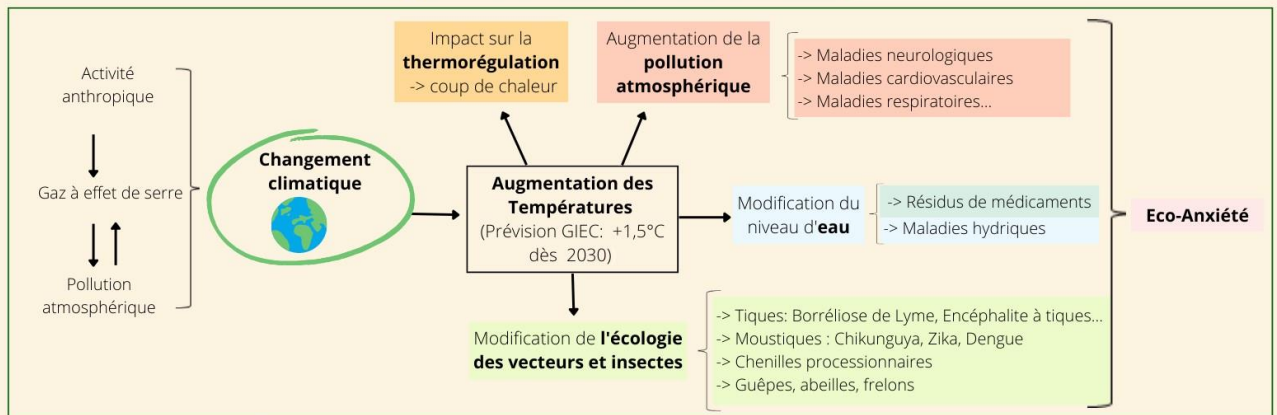 Activité
anthropique
Gaz à effet de serre
Pollution
atmosphérique
Changement
climatique
Impact sur la
thermorégulation
-> coup de chaleur
Augmentation de la
pollution
atmosphérique
-> Maladies neurologiques
-> Maladies cardiovasculaires
-> Maladies respiratoires...
Augmentation des
Températures
(Prévision GIEC: +1,5°C
dès 2030)
Modification du
niveau d'eau
-> Résidus de médicaments
-> Maladies hydriques
Modification de l'écologie
des vecteurs et insectes
-> Tiques: Borréliose de Lyme, Encéphalite à tiques...
-> Moustiques : Chikunguya, Zika, Dengue
-> Chenilles processionnaires
-> Guêpes, abeilles, frelons
Eco-Anxiété